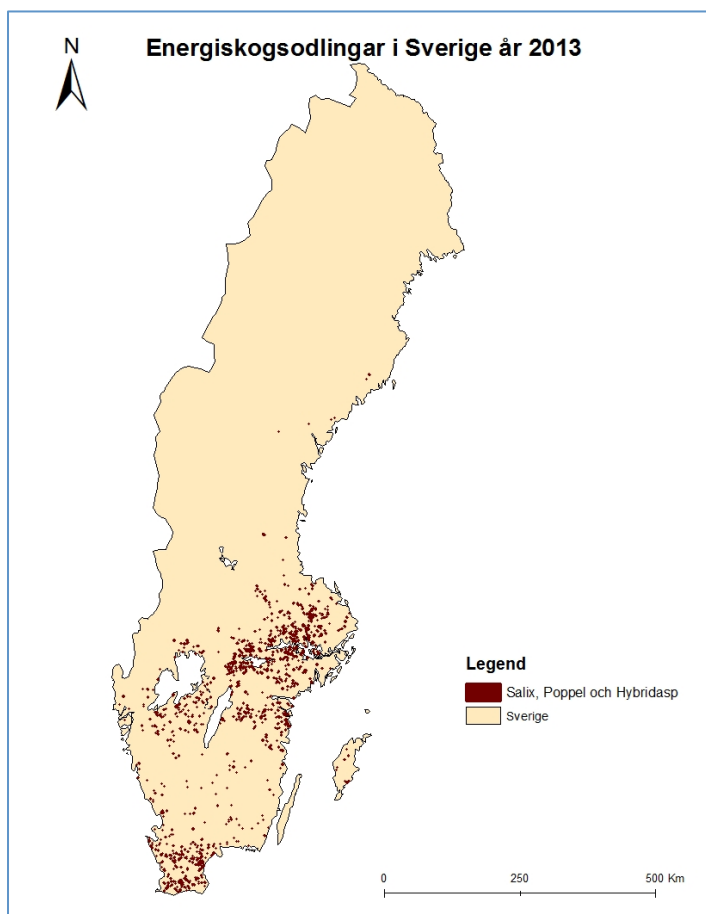 Energiskogsodlingar i Sverige år 2013
N
Legend
Salix, Poppel och Hybridasp
Sverige
0 250 500 Km